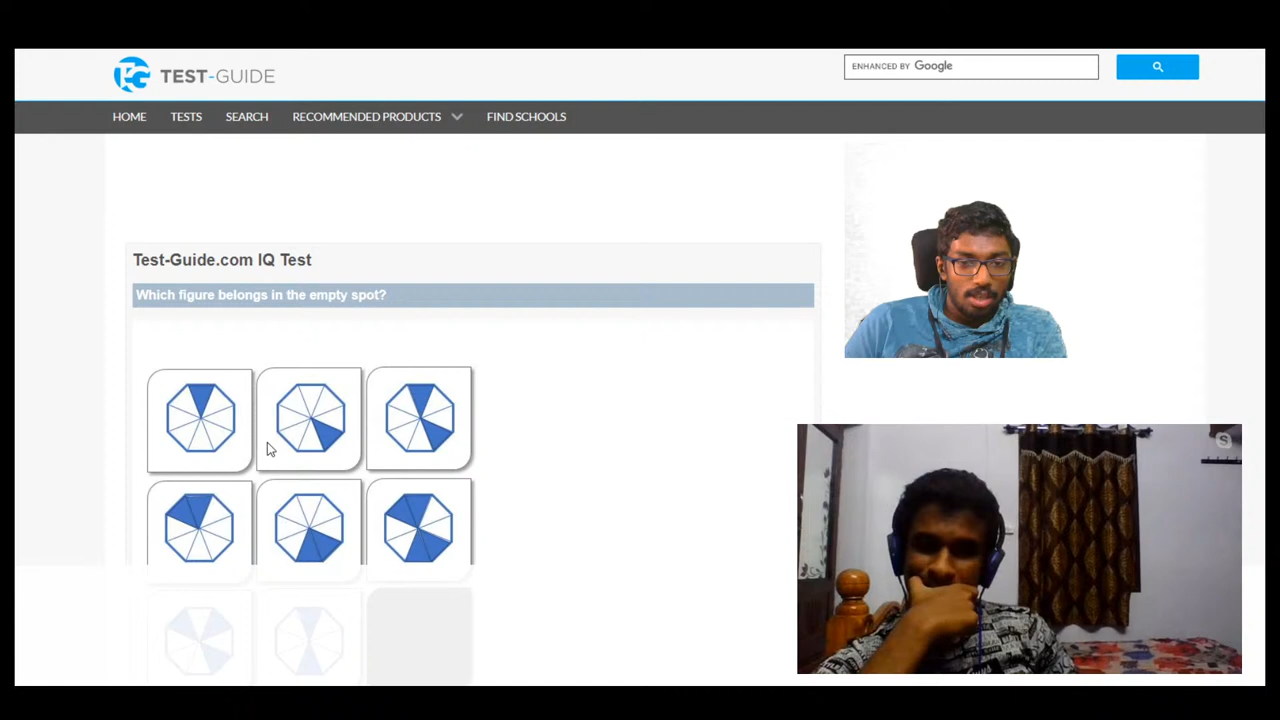 TEST-GUIDE
ENHANCED BY Google
HOME TESTS SEARCH RECOMMENDED PRODUCTS FIND SCHOOLS
Test-Guide.com IQ Test
Which figure belongs in the empty spot?